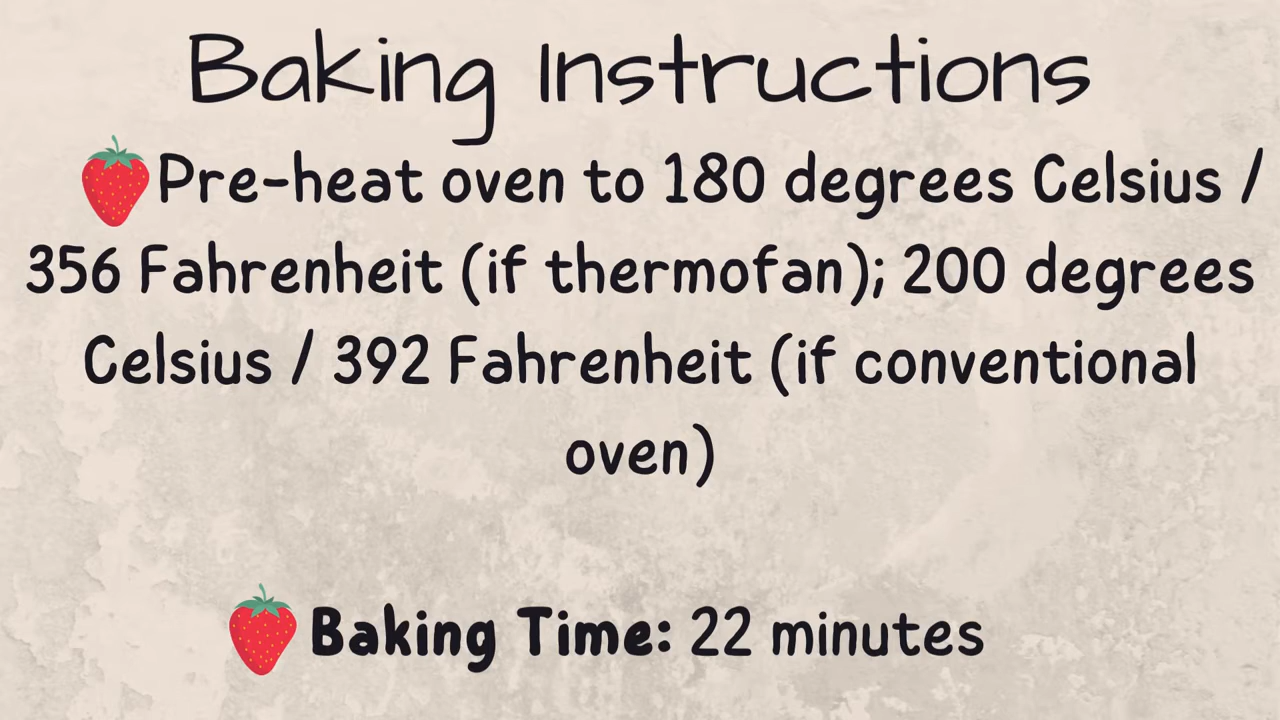 Baking Instructions
Pre-heat oven to 180 degrees Celsius /
356 Fahrenheit (if thermofan); 200 degrees
Celsius / 392 Fahrenheit (if conventional
oven)
Baking Time: 22 minutes